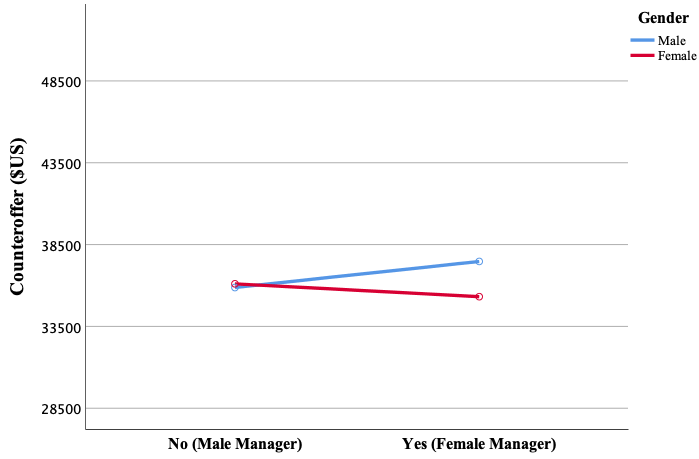 Gender
Male
Female
Counteroffer ($US)
48500
43500
38500
33500
28500
No (Male Manager)
Yes (Female Manager)